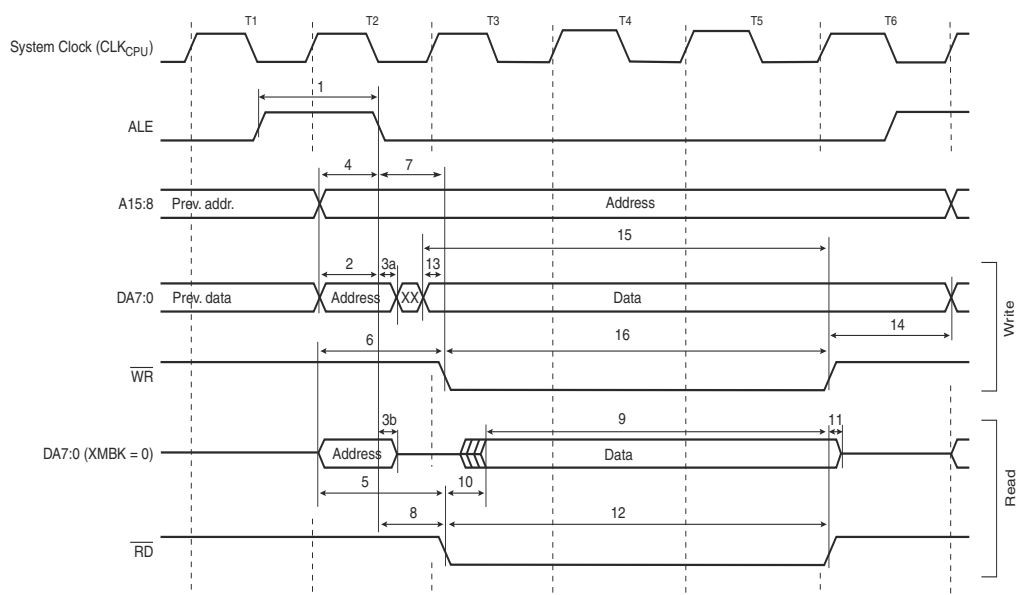 T1 T2 T3 T4 T5 T6
System Clock (CLKCPU)
1
ALE
4 7
A15:8 Prev. addr. Address
15
2 3a 13
DA7:0 Prev. data Address XX Data
14
6 16
WR
Write
3b 9 11
DA7:0 (XMBK = 0) Address Data
5 10
8 12
RD
Read